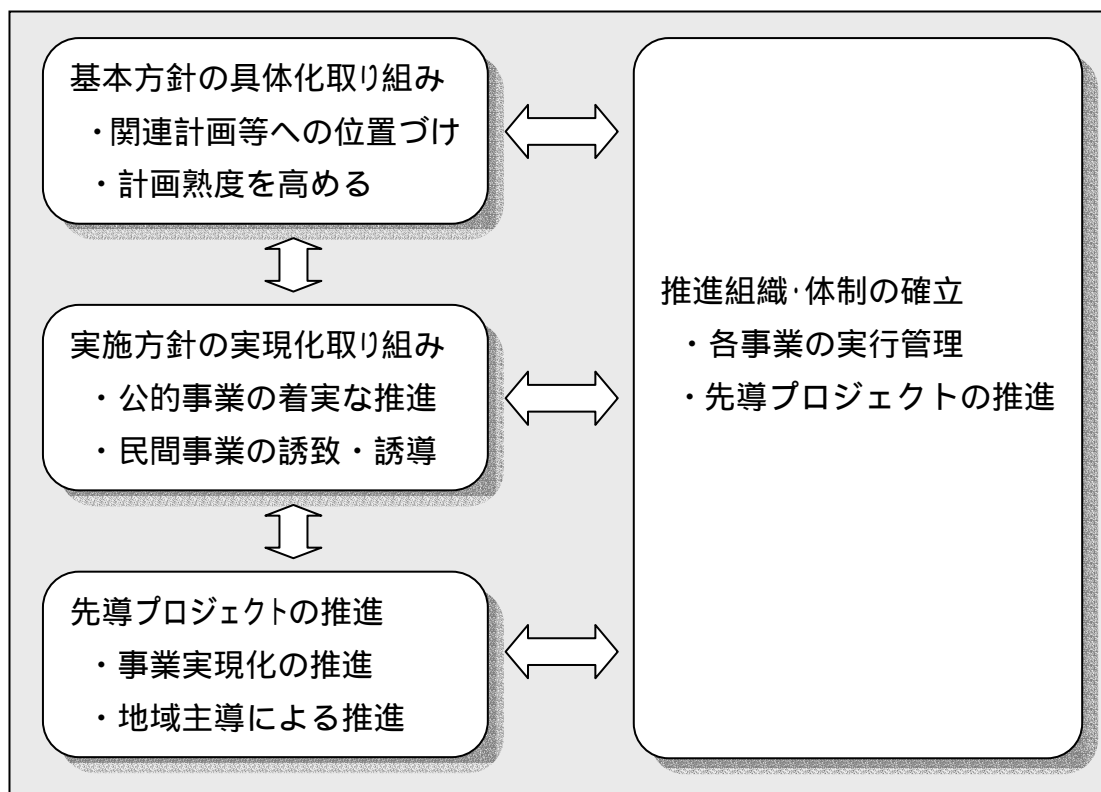 基本方針の具体化取り組み
・関連計画等への位置づけ
・計画熟度を高める
実施方針の実現化取り組み
・公的事業の着実な推進
・民間事業の誘致・誘導
先導プロジェクトの推進
・事業実現化の推進
・地域主導による推進
推進組織・体制の確立
・各事業の実行管理
・先導プロジェクトの推進